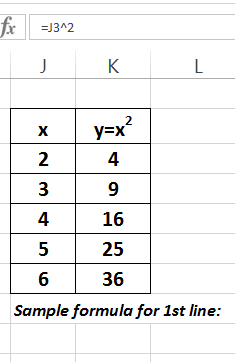 fx =J3^2
J K L
x y=x²
2 4
3 9
4 16
5 25
6 36
Sample formula for 1st line: